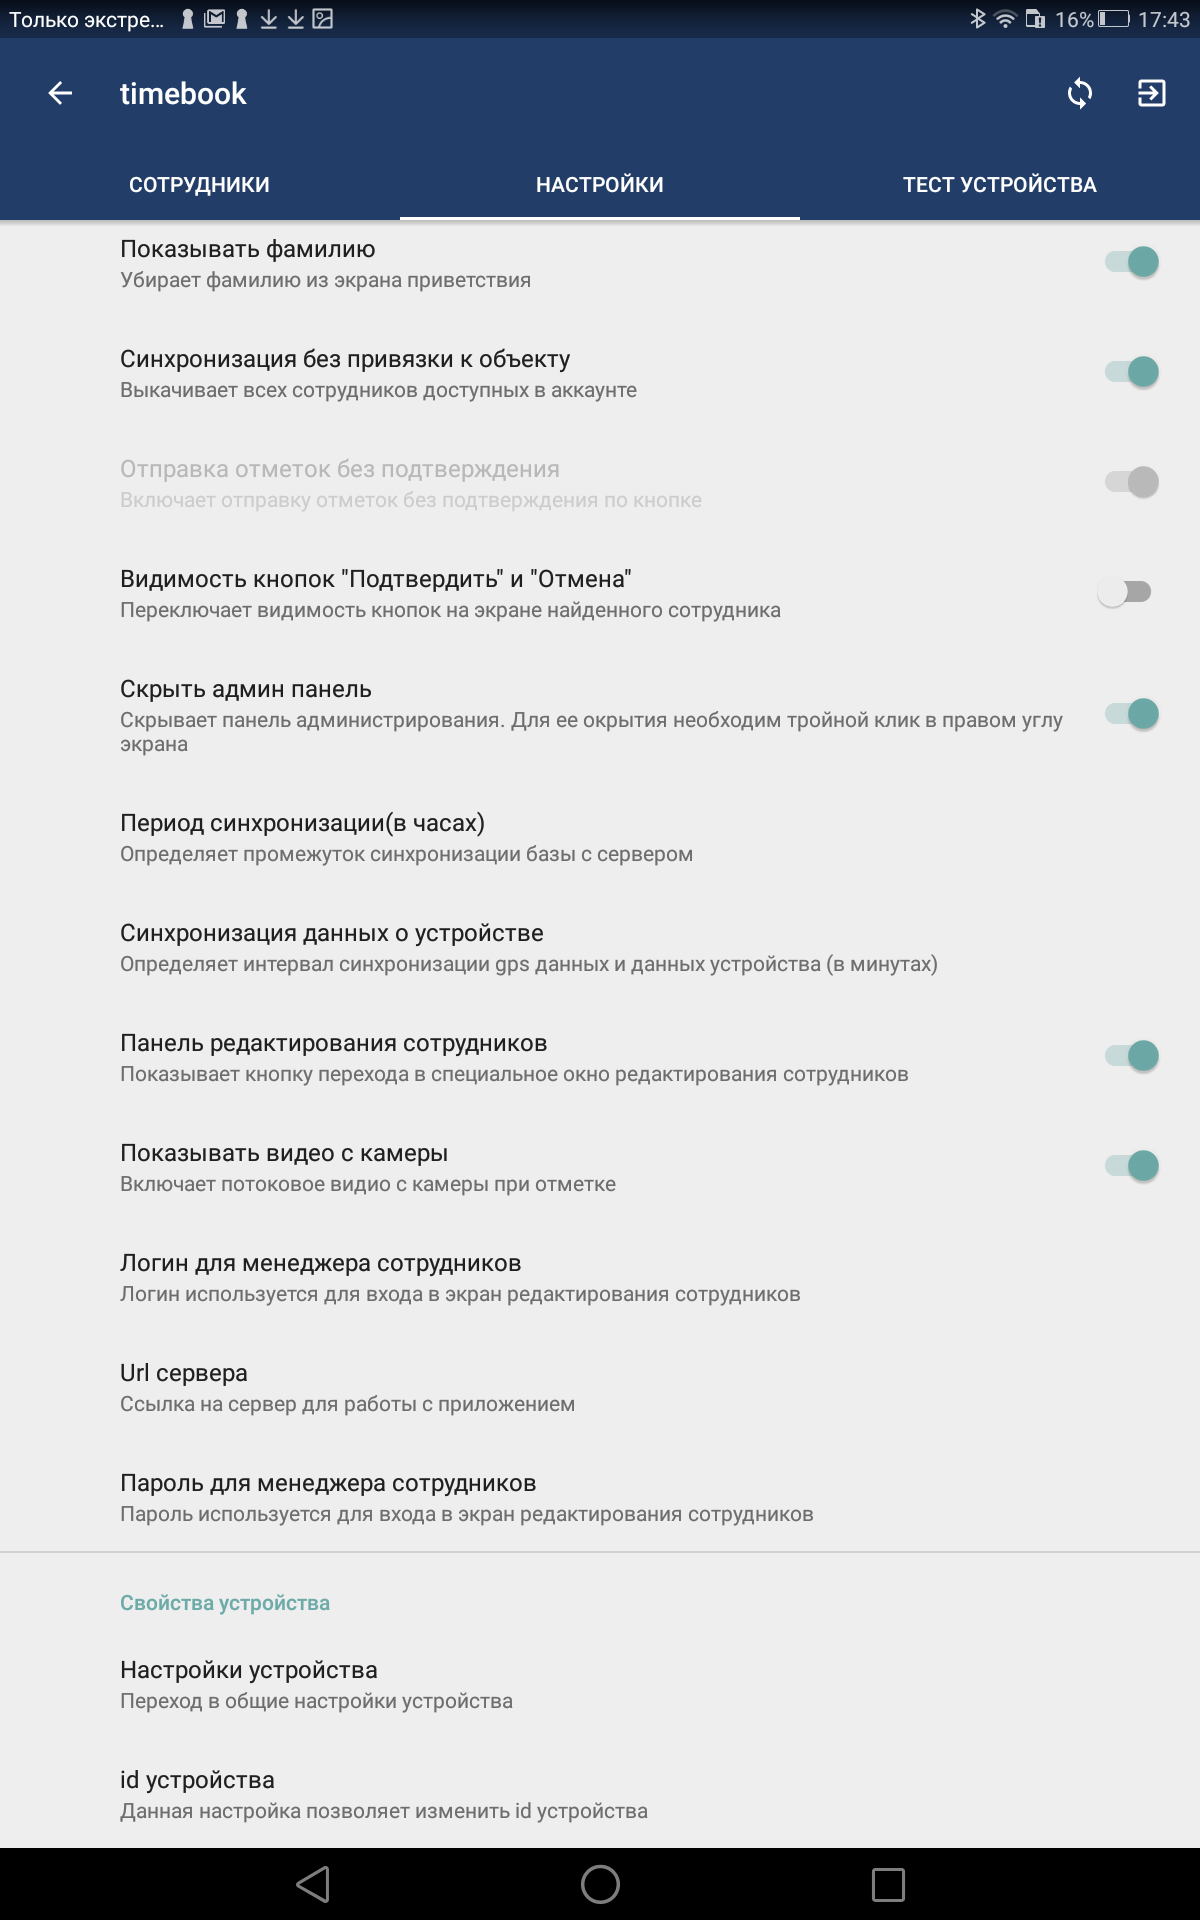 Только экстре... 16% 17:43
timebook
СОТРУДНИКИ НАСТРОЙКИ ТЕСТ УСТРОЙСТВА
Показывать фамилию
Убирает фамилию из экрана приветствия
Синхронизация без привязки к объекту
Выкачивает всех сотрудников доступных в аккаунте
Отправка отметок без подтверждения
Включает отправку отметок без подтверждения по кнопке
Видимость кнопок "Подтвердить" и "Отмена"
Переключает видимость кнопок на экране найденного сотрудника
Скрыть админ панель
Скрывает панель администрирования. Для ее окрытия необходим тройной клик в правом углу
экрана
Период синхронизации(в часах)
Определяет промежуток синхронизации базы с сервером
Синхронизация данных о устройстве
Определяет интервал синхронизации gps данных и данных устройства (в минутах)
Панель редактирования сотрудников
Показывает кнопку перехода в специальное окно редактирования сотрудников
Показывать видео с камеры
Включает потоковое видио с камеры при отметке
Логин для менеджера сотрудников
Логин используется для входа в экран редактирования сотрудников
Url сервера
Ссылка на сервер для работы с приложением
Пароль для менеджера сотрудников
Пароль используется для входа в экран редактирования сотрудников
Свойства устройства
Настройки устройства
Переход в общие настройки устройства
id устройства
Данная настройка позволяет изменить id устройства